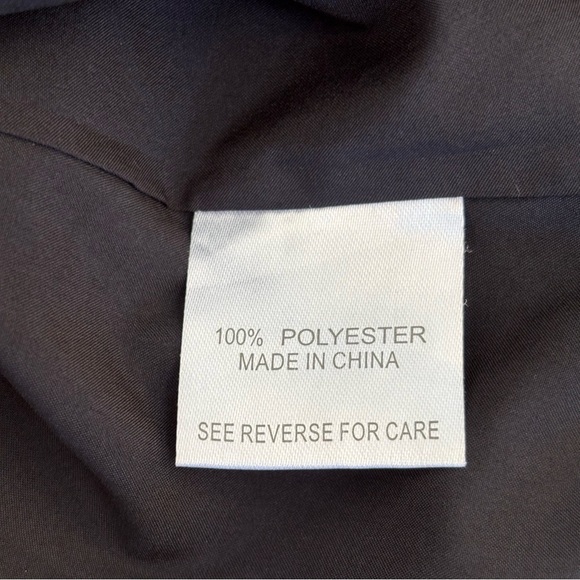 100% POLYESTER
MADE IN CHINA
SEE REVERSE FOR CARE